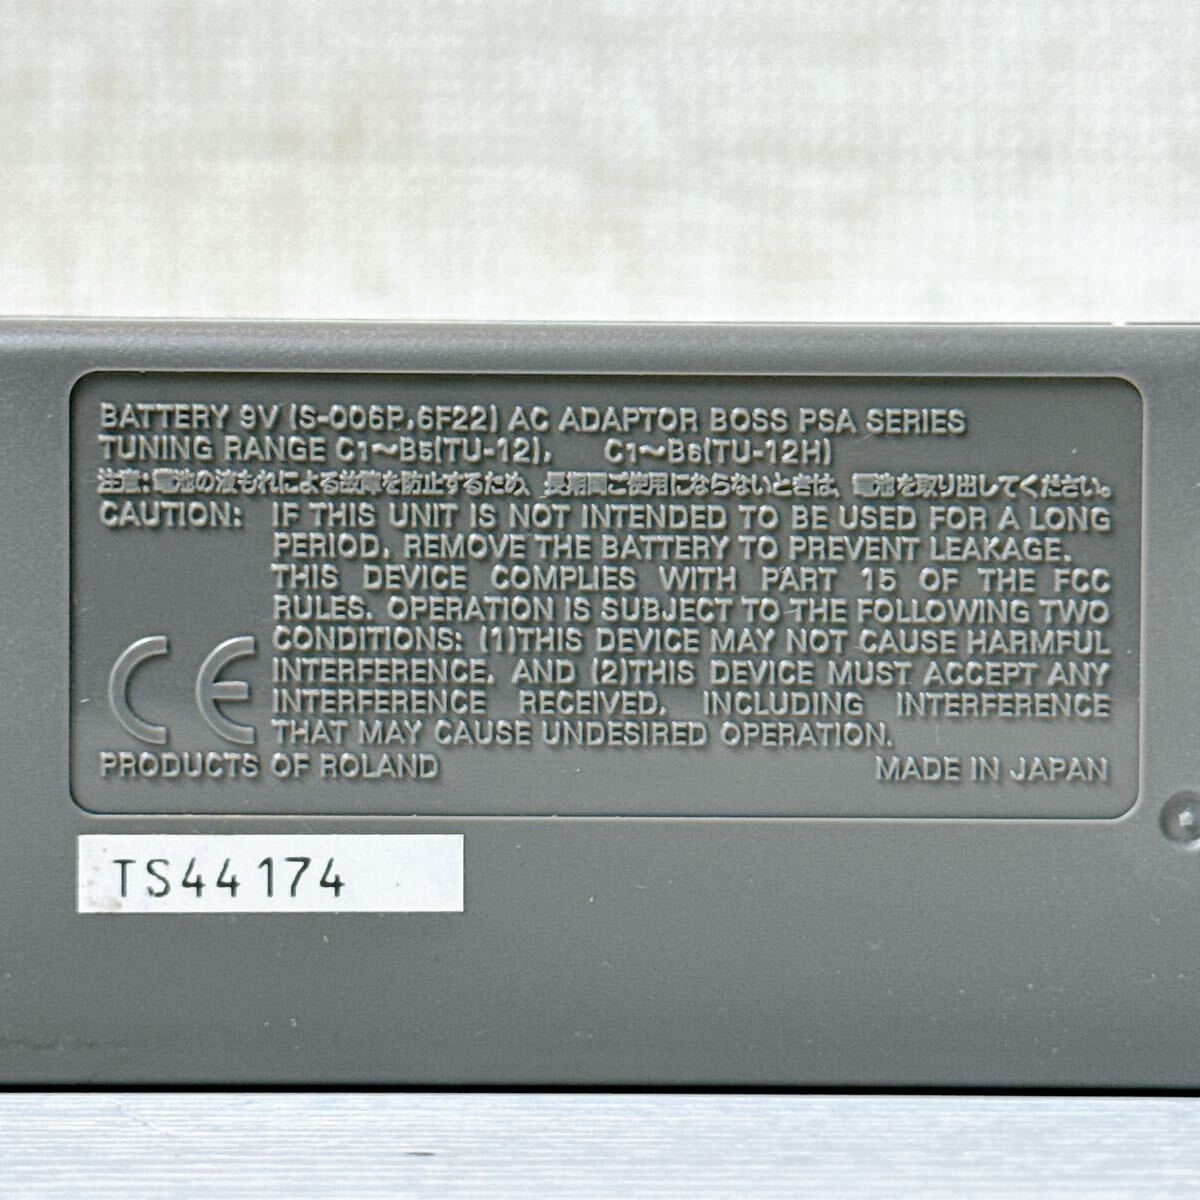 BATTERY 9V (S-006P,6F22) AC ADAPTOR BOSS PSA SERIES
TUNING RANGE C1~B5(TU-12), C1~B6(TU-12H)
注意:電池の液もれによる故障を防止するため、長期間ご使用にならないときは、電池を取り出してください。
CAUTION: IF THIS UNIT IS NOT INTENDED TO BE USED FOR A LONG
PERIOD, REMOVE THE BATTERY TO PREVENT LEAKAGE.
THIS DEVICE COMPLIES WITH PART 15 OF THE FCC
RULES. OPERATION IS SUBJECT TO THE FOLLOWING TWO
CONDITIONS: (1)THIS DEVICE MAY NOT CAUSE HARMFUL
INTERFERENCE, AND (2)THIS DEVICE MUST ACCEPT ANY
INTERFERENCE RECEIVED, INCLUDING INTERFERENCE
THAT MAY CAUSE UNDESIRED OPERATION.
CE
PRODUCTS OF ROLAND MADE IN JAPAN
TS44174